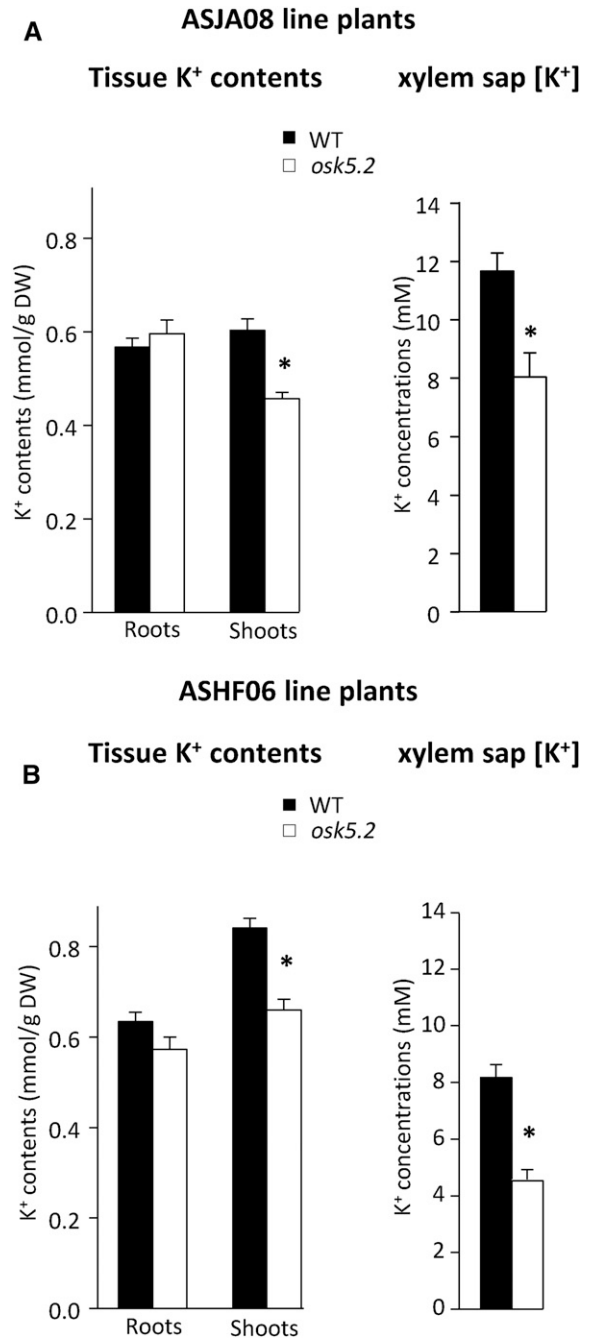 A
ASJA08 line plants
Tissue K⁺ contents
xylem sap [K⁺]
WT
osk5.2
K⁺ contents (mmol/g DW)
0.8
0.6
0.4
0.2
0.0
Roots
Shoots
*
K⁺ concentrations (mM)
14
12
10
8
6
4
2
0
*
ASHF06 line plants
B
Tissue K⁺ contents
xylem sap [K⁺]
WT
osk5.2
K⁺ contents (mmol/g DW)
0.8
0.6
0.4
0.2
0.0
Roots
Shoots
*
K⁺ concentrations (mM)
14
12
10
8
6
4
2
0
*